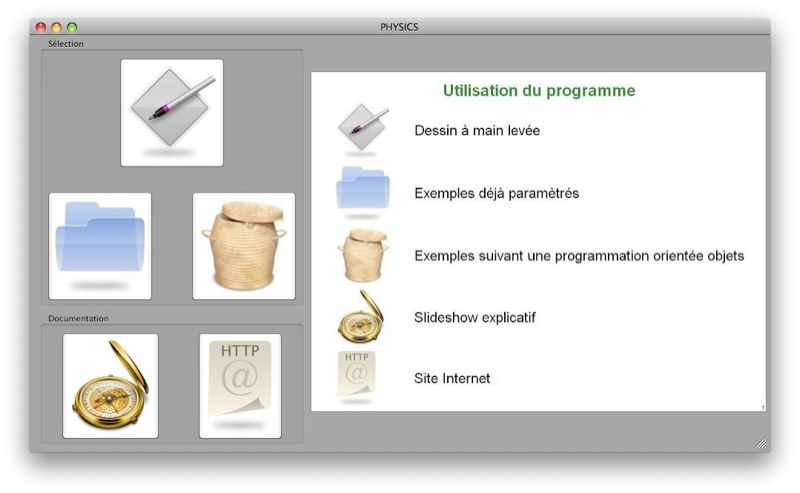 PHYSICS
Sélection
Utilisation du programme
Dessin à main levée
Exemples déjà paramètrés
Exemples suivant une programmation orientée objets
Documentation
HTTP
@
Slideshow explicatif
HTTP
@
Site Internet
1